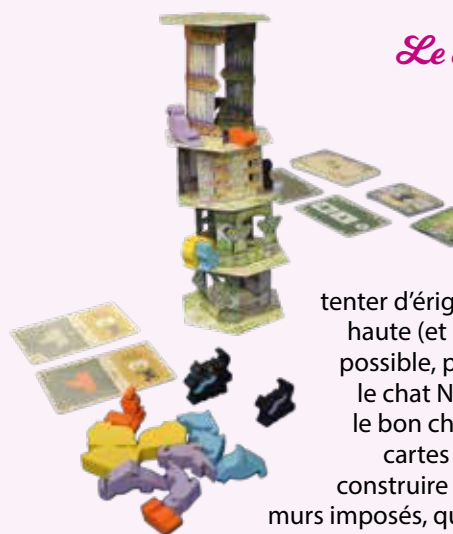 Le
tenter d'érig
haute (et
possible, p
le chat N
le bon ch
cartes
construire
murs imposés, qu